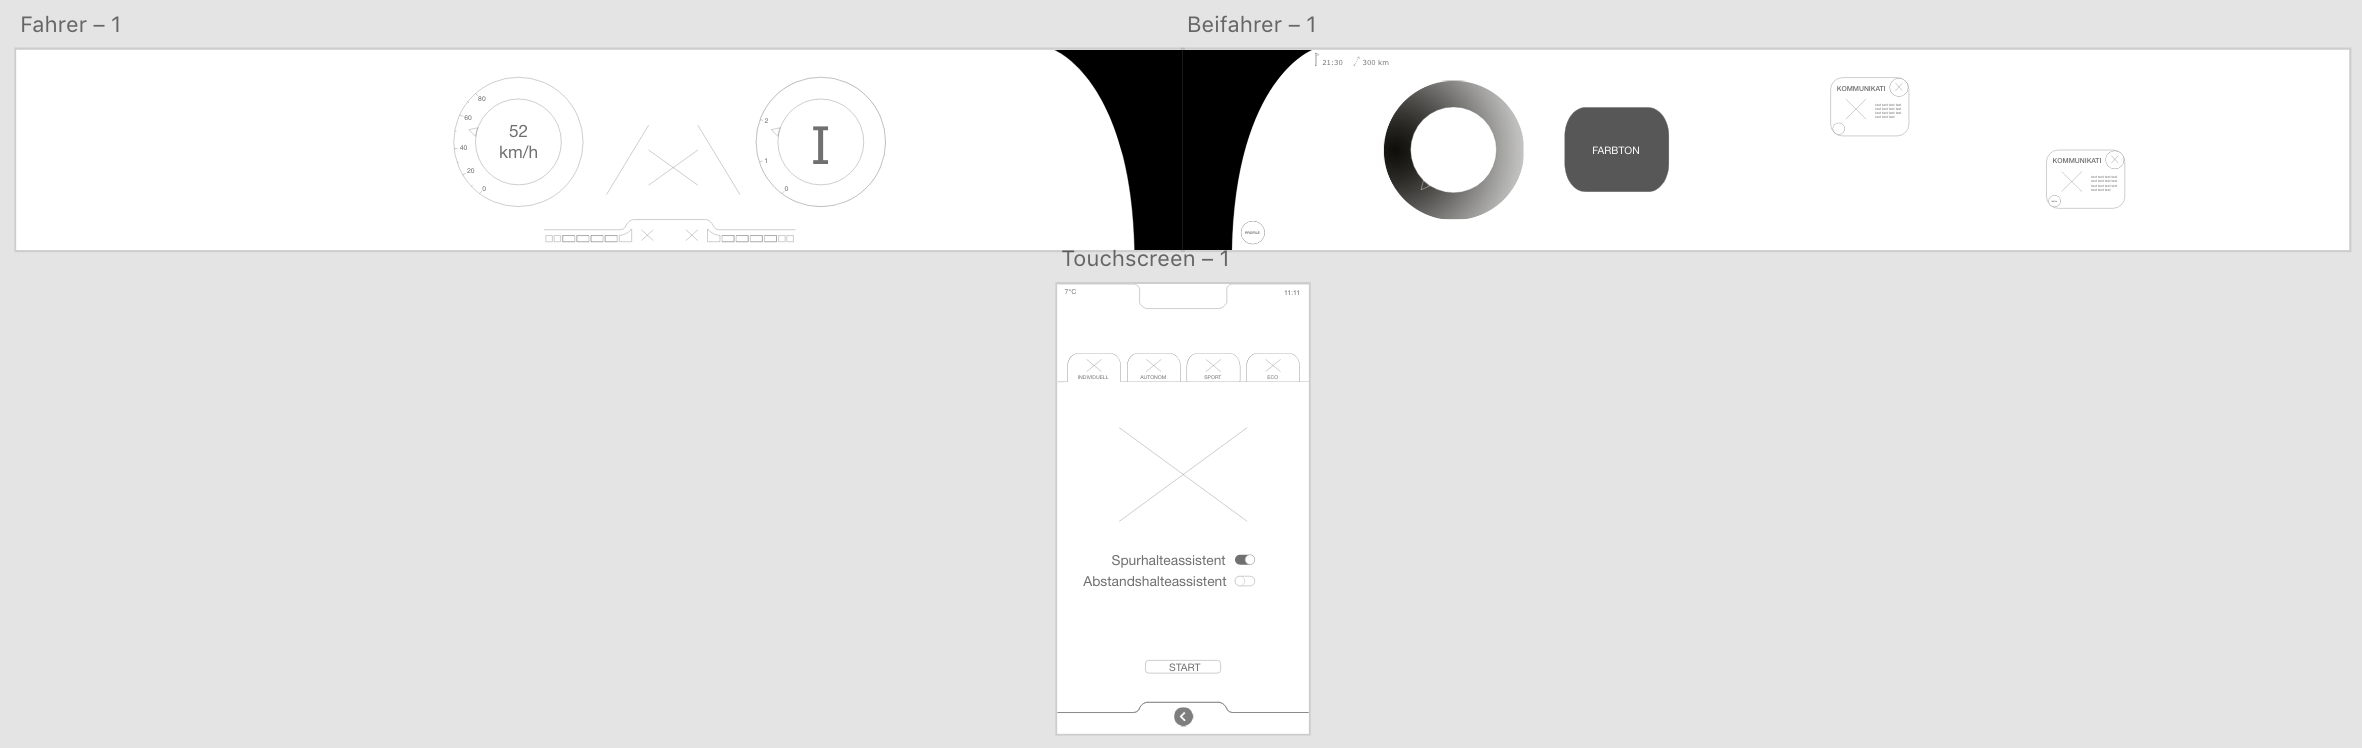 Fahrer – 1
Beifahrer – 1
80
60
40
20
0
52
km/h
2
1
0
I
21:30
300 km
FARBTON
PROFILE
KOMMUNIKATI
KOMMUNIKATI
Touchscreen – 1
7°C
11:11
INDIVIDUELL
AUTONOM
SPORT
ECO
Spurhalteassistent
Abstandshalteassistent
START